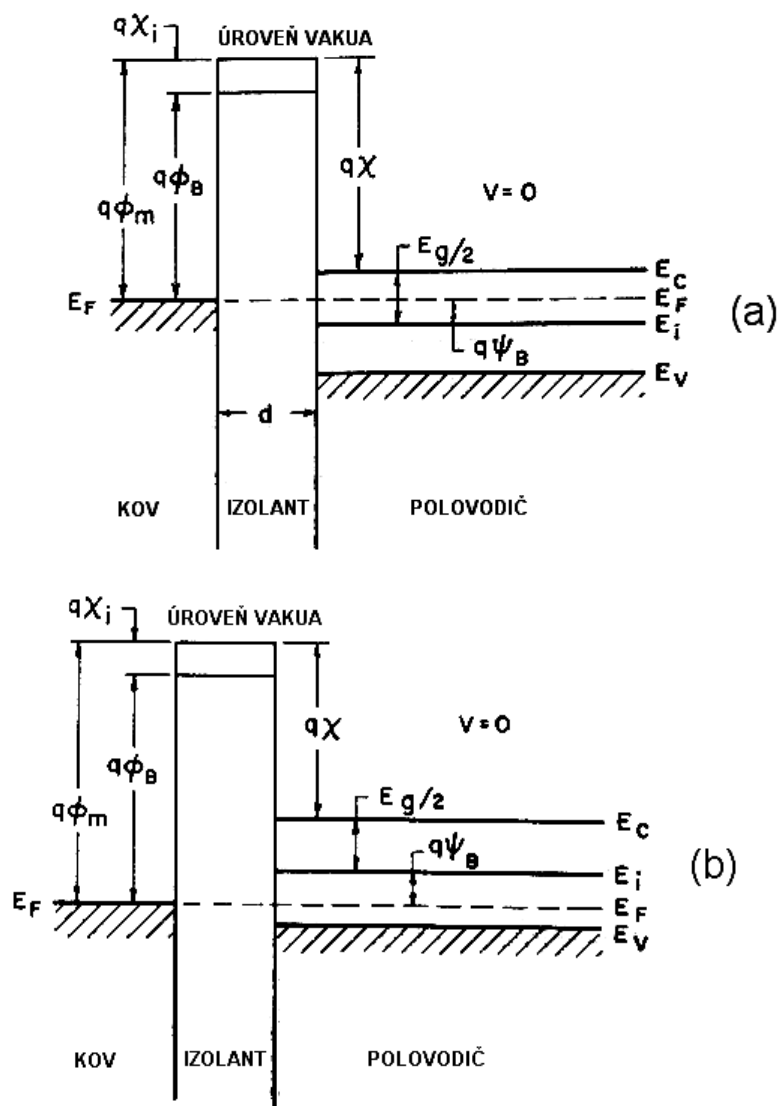 qχi ÚROVEŇ VAKUA
qχ
qϕB
V = 0
qϕm
Eg/2
EC
EF
EF
(a)
Ei
qψB
EV
d
KOV IZOLANT POLOVODIČ
qχi ÚROVEŇ VAKUA
qχ
V = 0
qϕB
Eg/2
qϕm
EC
qψB
(b)
Ei
EF
EF
EV
KOV IZOLANT POLOVODIČ